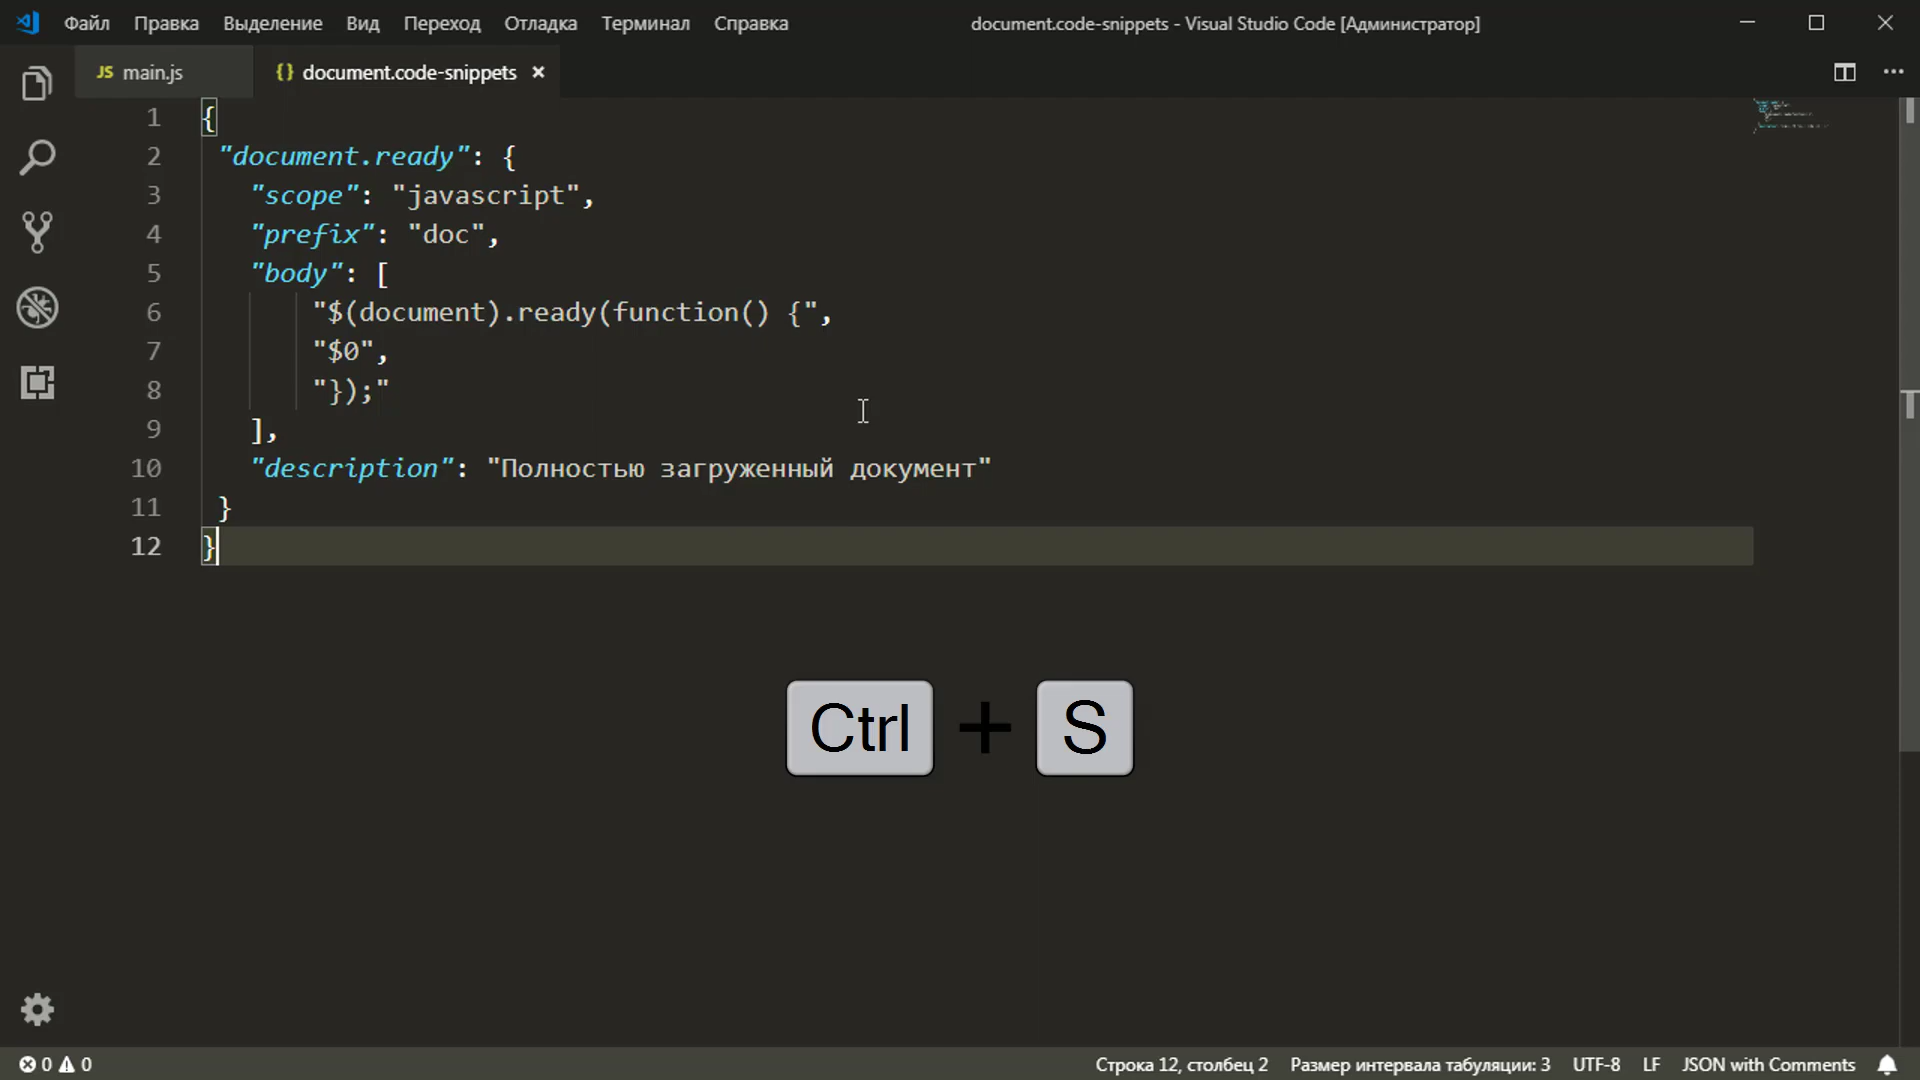 Файл Правка Выделение Вид Переход Отладка Терминал Справка document.code-snippets - Visual Studio Code [Администратор]
JS main.js {} document.code-snippets ×
1 {
2 "document.ready": {
3 "scope": "javascript",
4 "prefix": "doc",
5 "body": [
6 "$(document).ready(function() {",
7 "$0",
8 "});"
9 ],
10 "description": "Полностью загруженный документ"
11 }
12 }
Ctrl + S
0 0 Строка 12, столбец 2 Размер интервала табуляции: 3 UTF-8 LF JSON with Comments